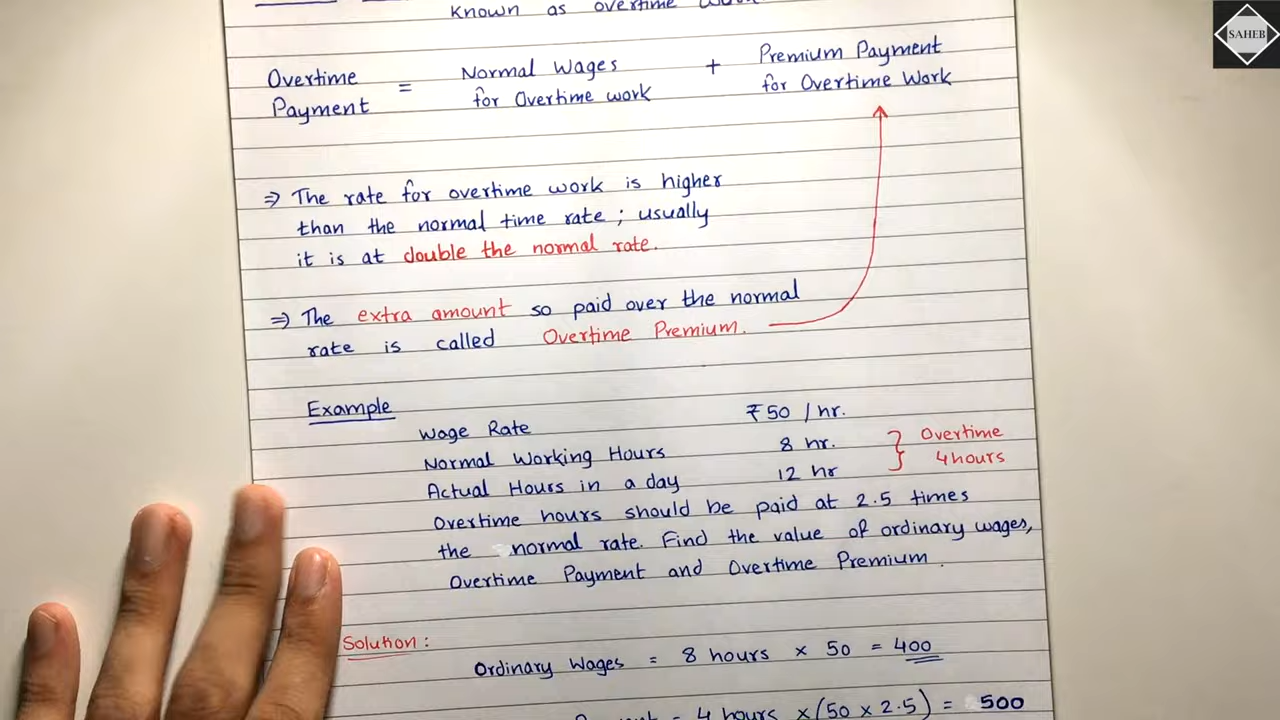 SAHEB
Known as overtime
Overtime Payment = Normal Wages for Overtime work + Premium Payment for Overtime Work
⇒ The rate for overtime work is higher
than the normal time rate ; usually
it is at double the normal rate.
⇒ The extra amount so paid over the normal
rate is called Overtime Premium.
Example
Wage Rate ₹50 / hr.
Normal Working Hours 8 hr.
Actual Hours in a day 12 hr
} Overtime
4 hours
Overtime hours should be paid at 2.5 times
the normal rate. Find the value of ordinary wages,
Overtime Payment and Overtime Premium.
Solution :
Ordinary Wages = 8 hours × 50 = 400
= 4 hours × (50 × 2.5) = 500